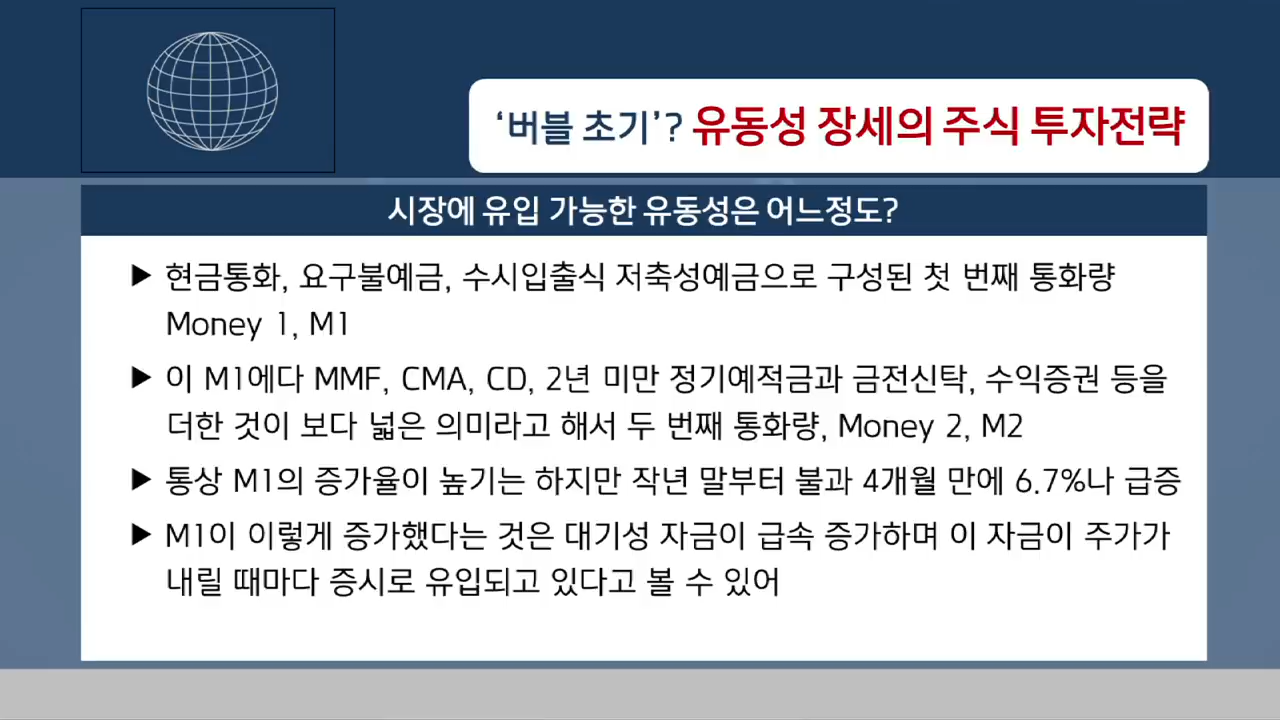 ‘버블 초기’? 유동성 장세의 주식 투자전략
시장에 유입 가능한 유동성은 어느정도?
▶ 현금통화, 요구불예금, 수시입출식 저축성예금으로 구성된 첫 번째 통화량
Money 1, M1
▶ 이 M1에다 MMF, CMA, CD, 2년 미만 정기예적금과 금전신탁, 수익증권 등을
더한 것이 보다 넓은 의미라고 해서 두 번째 통화량, Money 2, M2
▶ 통상 M1의 증가율이 높기는 하지만 작년 말부터 불과 4개월 만에 6.7%나 급증
▶ M1이 이렇게 증가했다는 것은 대기성 자금이 급속 증가하며 이 자금이 주가가
내릴 때마다 증시로 유입되고 있다고 볼 수 있어